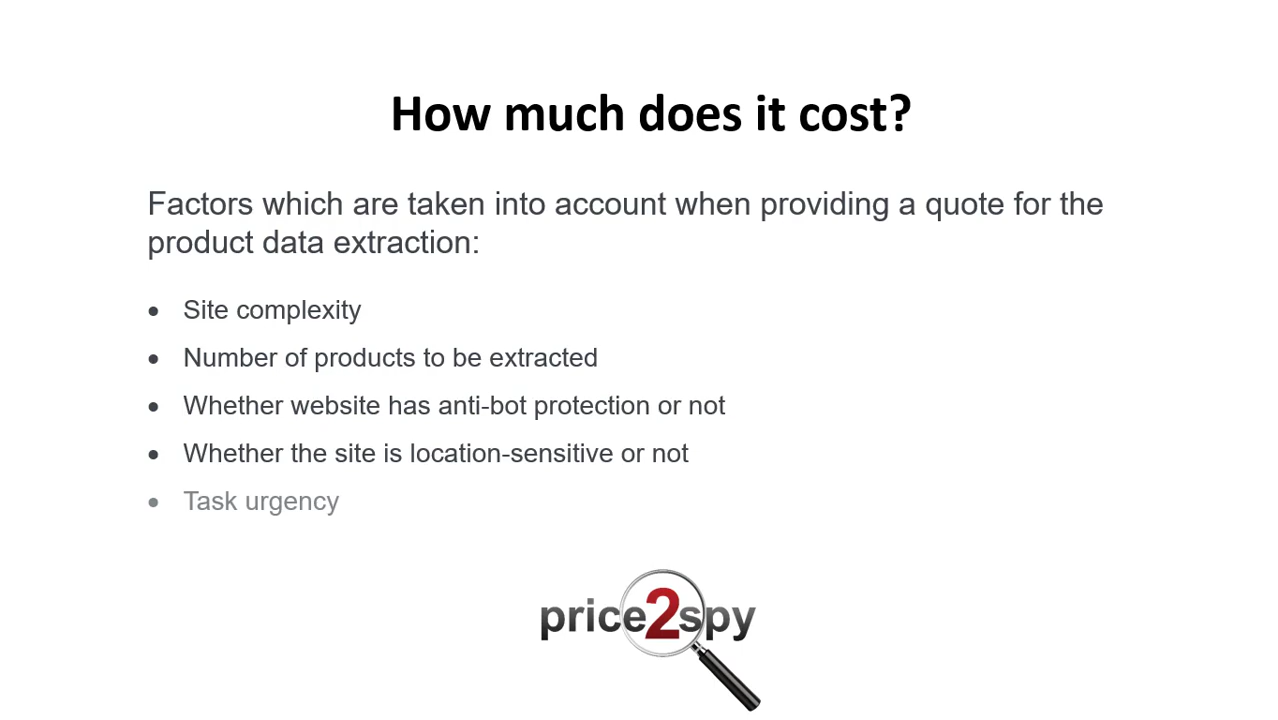 How much does it cost?
Factors which are taken into account when providing a quote for the
product data extraction:
• Site complexity
• Number of products to be extracted
• Whether website has anti-bot protection or not
• Whether the site is location-sensitive or not
• Task urgency
price2spy